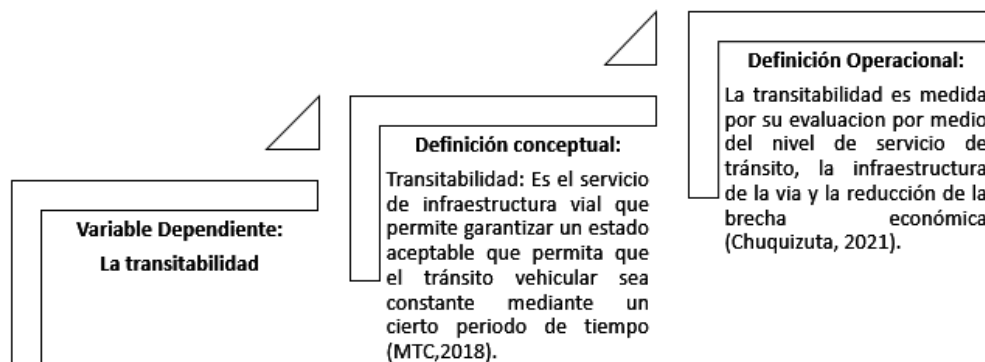 Variable Dependiente:
La transitabilidad
Definición conceptual:
Transitabilidad: Es el servicio
de infraestructura vial que
permite garantizar un estado
aceptable que permita que
el tránsito vehicular sea
constante mediante un
cierto periodo de tiempo
(MTC,2018).
Definición Operacional:
La transitabilidad es medida
por su evaluacion por medio
del nivel de servicio de
tránsito, la infraestructura
de la via y la reducción de la
brecha económica
(Chuquizuta, 2021).